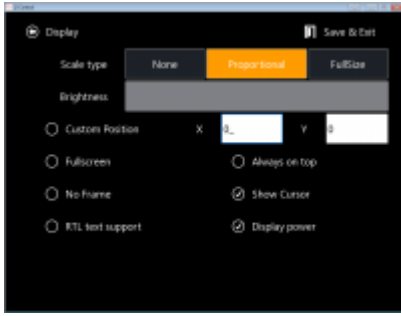 Display Save & Exit
Scale type None Proportional FullSize
Brightness
Custom Position X 0_ Y 0
Fullscreen Always on top
No Frame Show Cursor
RTL text support Display power